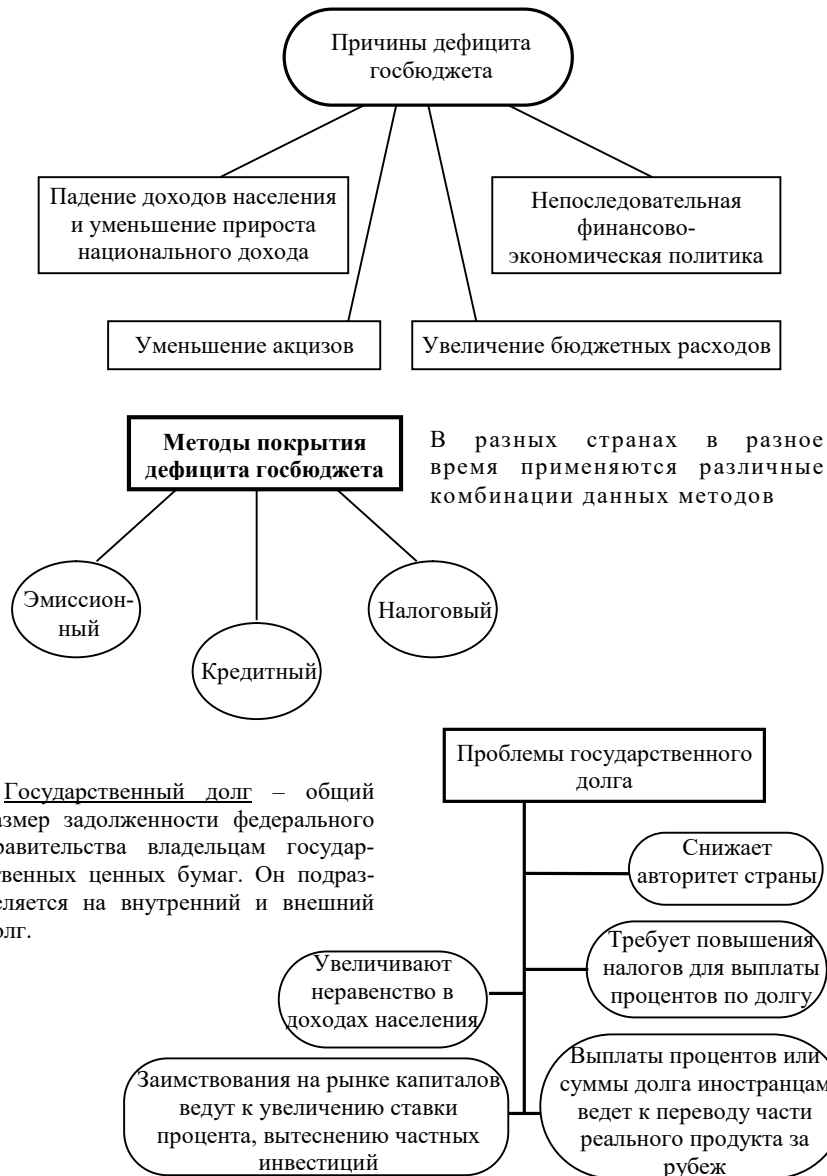 Причины дефицита
госбюджета
Падение доходов населения
и уменьшение прироста
национального дохода
Непоследовательная
финансово-
экономическая политика
Уменьшение акцизов
Увеличение бюджетных расходов
Методы покрытия
дефицита госбюджета
В разных странах в разное
время применяются различные
комбинации данных методов
Эмиссион-
ный
Кредитный
Налоговый
Государственный долг – общий
азмер задолженности федерального
равительства владельцам государ-
твенных ценных бумаг. Он подраз-
еляется на внутренний и внешний
олг.
Проблемы государственного
долга
Снижает
авторитет страны
Требует повышения
налогов для выплаты
процентов по долгу
Увеличивают
неравенство в
доходах населения
Заимствования на рынке капиталов
ведут к увеличению ставки
процента, вытеснению частных
инвестиций
Выплаты процентов или
суммы долга иностранцам
ведет к переводу части
реального продукта за
рубеж